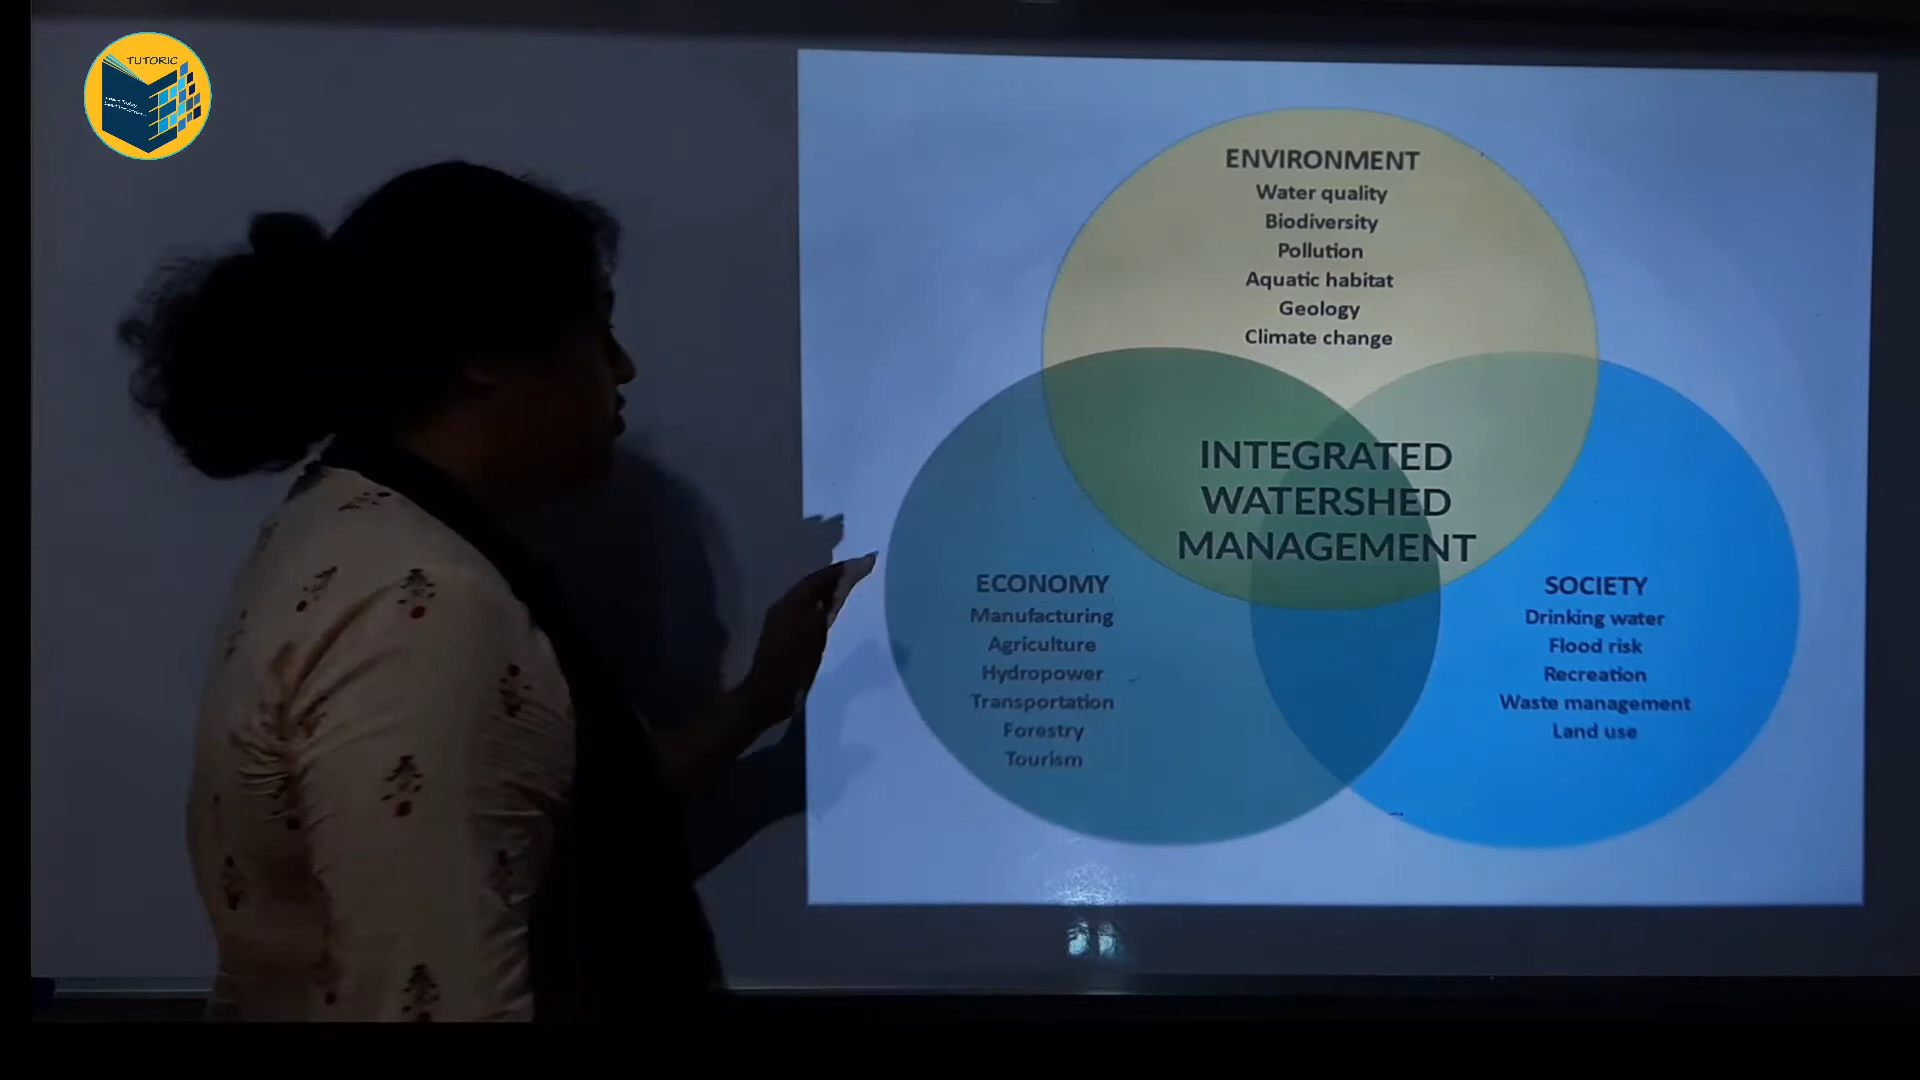 TUTORIC
ENVIRONMENT
Water quality
Biodiversity
Pollution
Aquatic habitat
Geology
Climate change
INTEGRATED
WATERSHED
MANAGEMENT
ECONOMY
Manufacturing
Agriculture
Hydropower
Transportation
Forestry
Tourism
SOCIETY
Drinking water
Flood risk
Recreation
Waste management
Land use